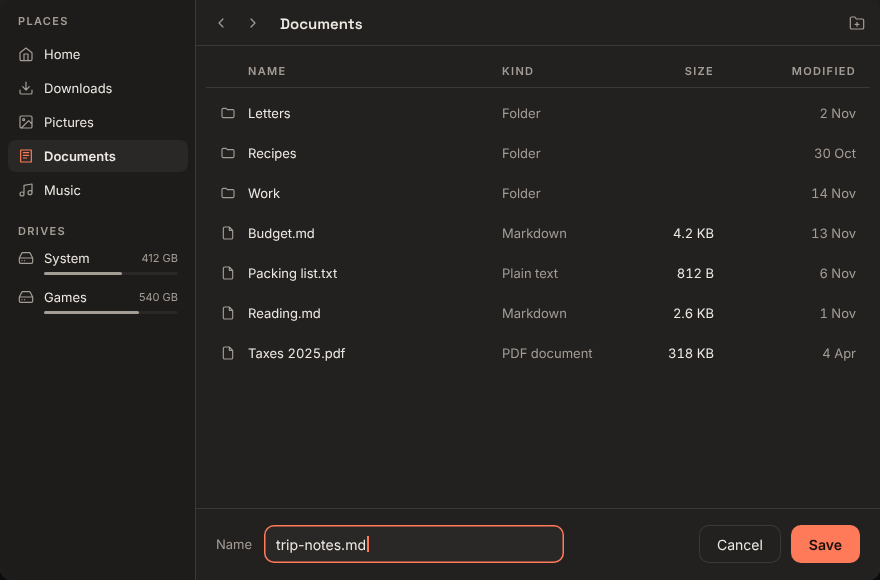 PLACES
Home
Downloads
Pictures
Documents
Music
DRIVES
System 412 GB
Games 540 GB
Documents
NAME KIND SIZE MODIFIED
Letters Folder 2 Nov
Recipes Folder 30 Oct
Work Folder 14 Nov
Budget.md Markdown 4.2 KB 13 Nov
Packing list.txt Plain text 812 B 6 Nov
Reading.md Markdown 2.6 KB 1 Nov
Taxes 2025.pdf PDF document 318 KB 4 Apr
Name trip-notes.md Cancel Save